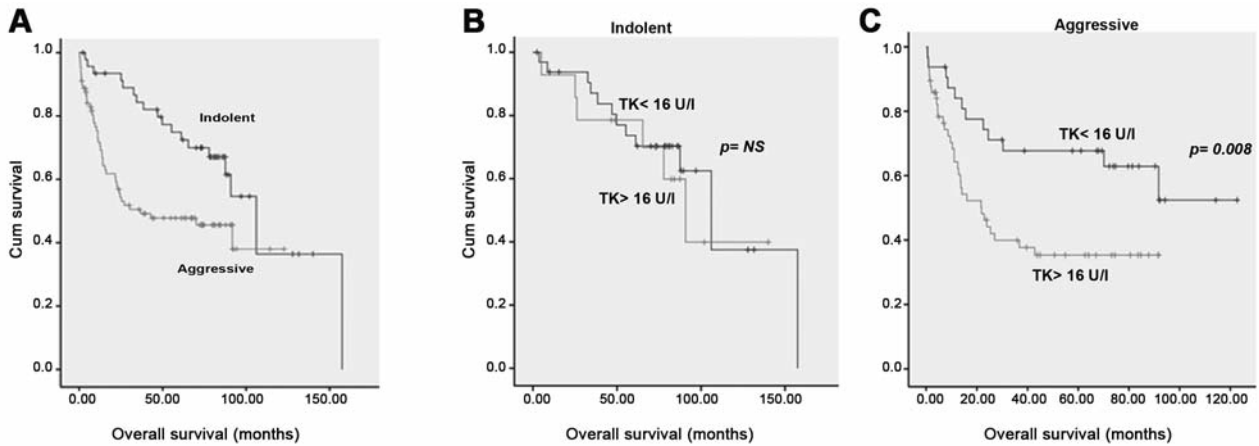 A
Cum survival
1.0
0.8
0.6
0.4
0.2
0.0
Indolent
Aggressive
0.00 50.00 100.00 150.00
Overall survival (months)
B
Indolent
Cum survival
1.0
0.8
0.6
0.4
0.2
0.0
TK< 16 U/l
p= NS
TK> 16 U/l
0.00 50.00 100.00 150.00
Overall survival (months)
C
Aggressive
Cum survival
1.0
0.8
0.6
0.4
0.2
0.0
TK< 16 U/l
p= 0.008
TK> 16 U/l
0.00 20.00 40.00 60.00 80.00 100.00 120.00
Overall survival (months)